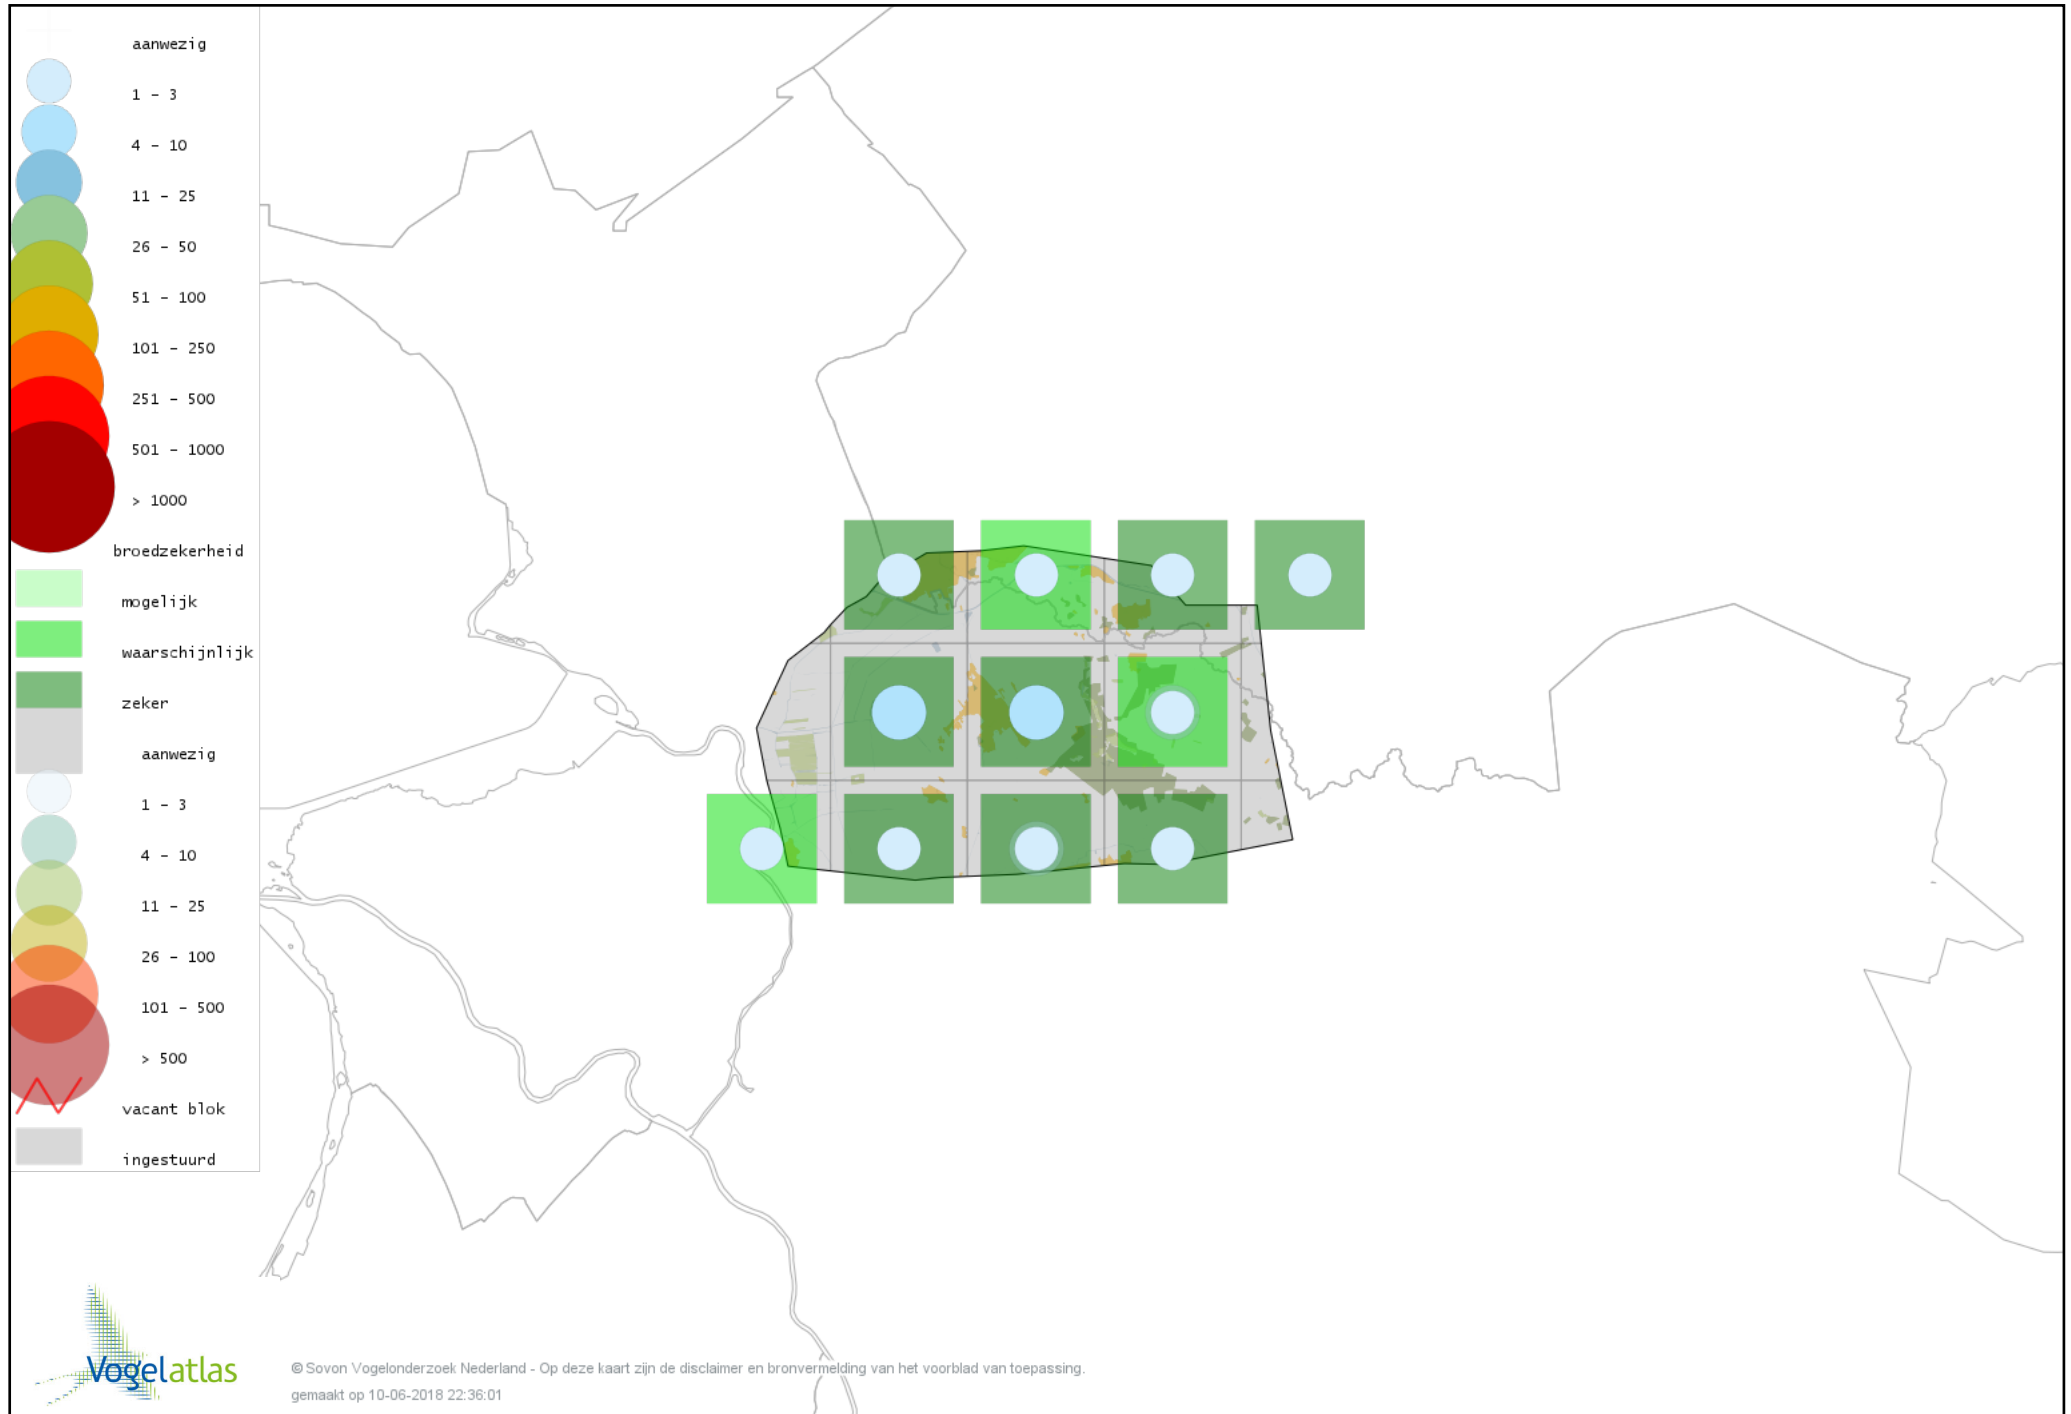 aanwezig
1 - 3
4 - 10
11 - 25
26 - 50
51 - 100
101 - 250
251 - 500
501 - 1000
> 1000
broedzekerheid
mogelijk
waarschijnlijk
zeker
aanwezig
1 - 3
4 - 10
11 - 25
26 - 100
101 - 500
> 500
vacant blok
ingestuurd
Vogelatlas
© Sovon Vogelonderzoek Nederland - Op deze kaart zijn de disclaimer en bronvermelding van het voorblad van toepassing.
gemaakt op 10-06-2018 22:36:01